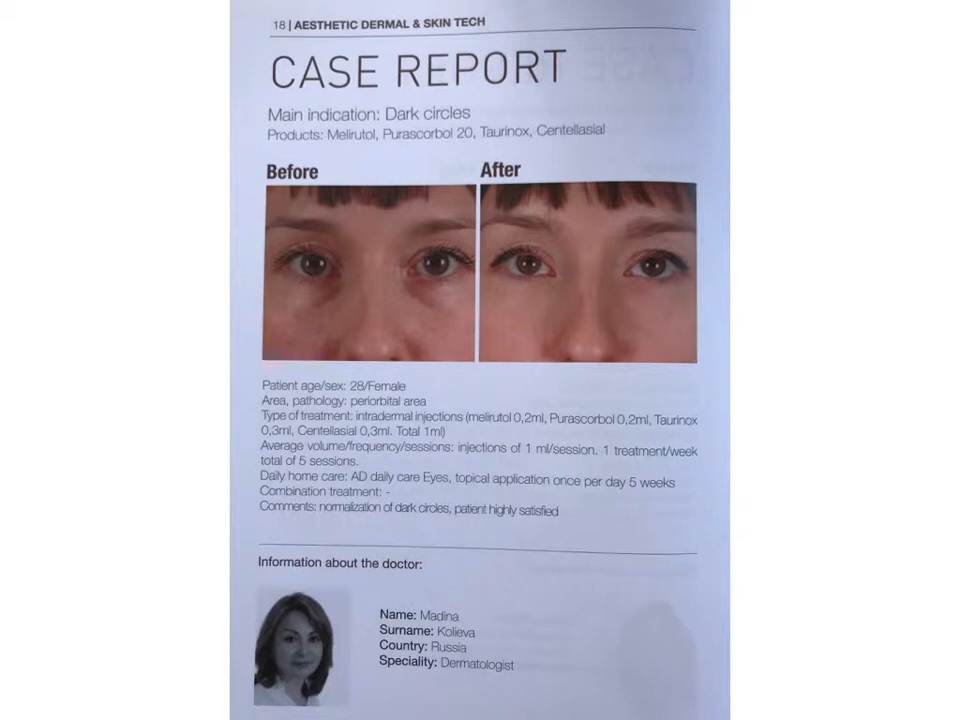 18 | AESTHETIC DERMAL & SKIN TECH
CASE REPORT
Main indication: Dark circles
Products: Melirutol, Purascorbol 20, Taurinox, Centellasial
Before
After
Patient age/sex: 28/Female
Area, pathology: periorbital area
Type of treatment: intradermal injections (melirutol 0,2ml, Purascorbol 0,2ml, Taurinox
0,3ml, Centellasial 0,3ml. Total 1ml)
Average volume/frequency/sessions: injections of 1 ml/session. 1 treatment/week
total of 5 sessions.
Daily home care: AD daily care Eyes, topical application once per day 5 weeks
Combination treatment: -
Comments: normalization of dark circles, patient highly satisfied
Information about the doctor:
Name: Madina
Surname: Kolieva
Country: Russia
Speciality: Dermatologist